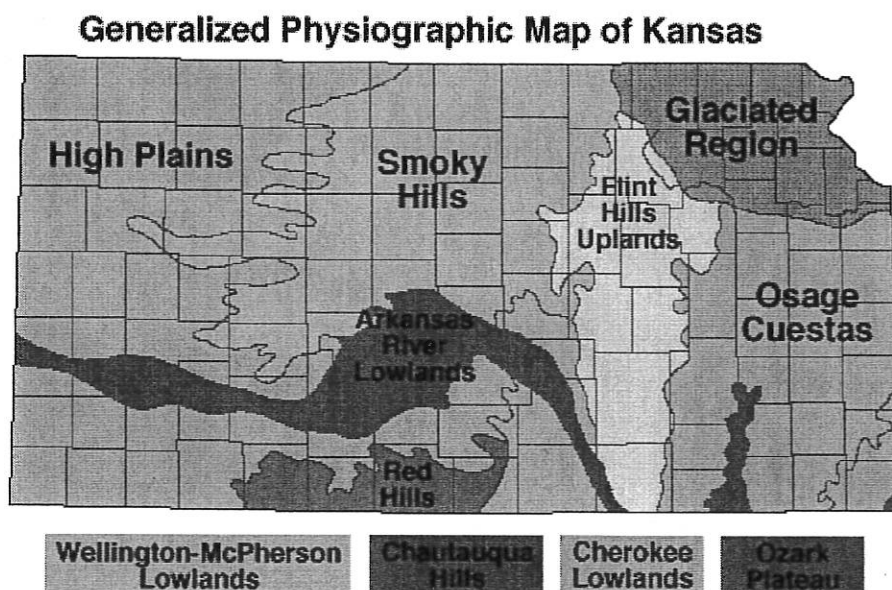 Generalized Physiographic Map of Kansas
High Plains
Smoky
Hills
Glaciated
Region
Flint
Hills
Uplands
Osage
Cuestas
Arkansas
River
Lowlands
Red
Hills
Wellington-McPherson
Lowlands
Chautauqua
Hills
Cherokee
Lowlands
Ozark
Plateau